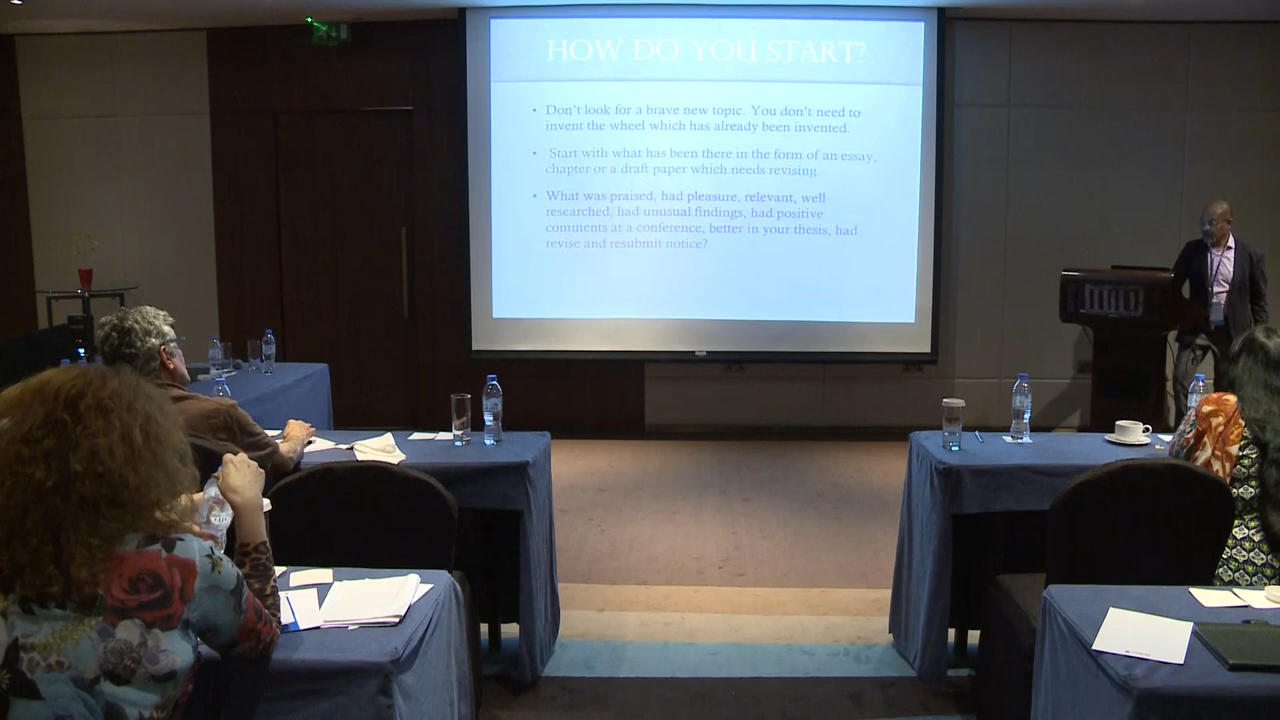 HOW DO YOU START?
• Don't look for a brave new topic. You don't need to
invent the wheel which has already been invented.
• Start with what has been there in the form of an essay,
chapter or a draft paper which needs revising.
• What was praised, had pleasure, relevant, well
researched, had unusual findings, had positive
comments at a conference, better in your thesis, had
revise and resubmit notice?